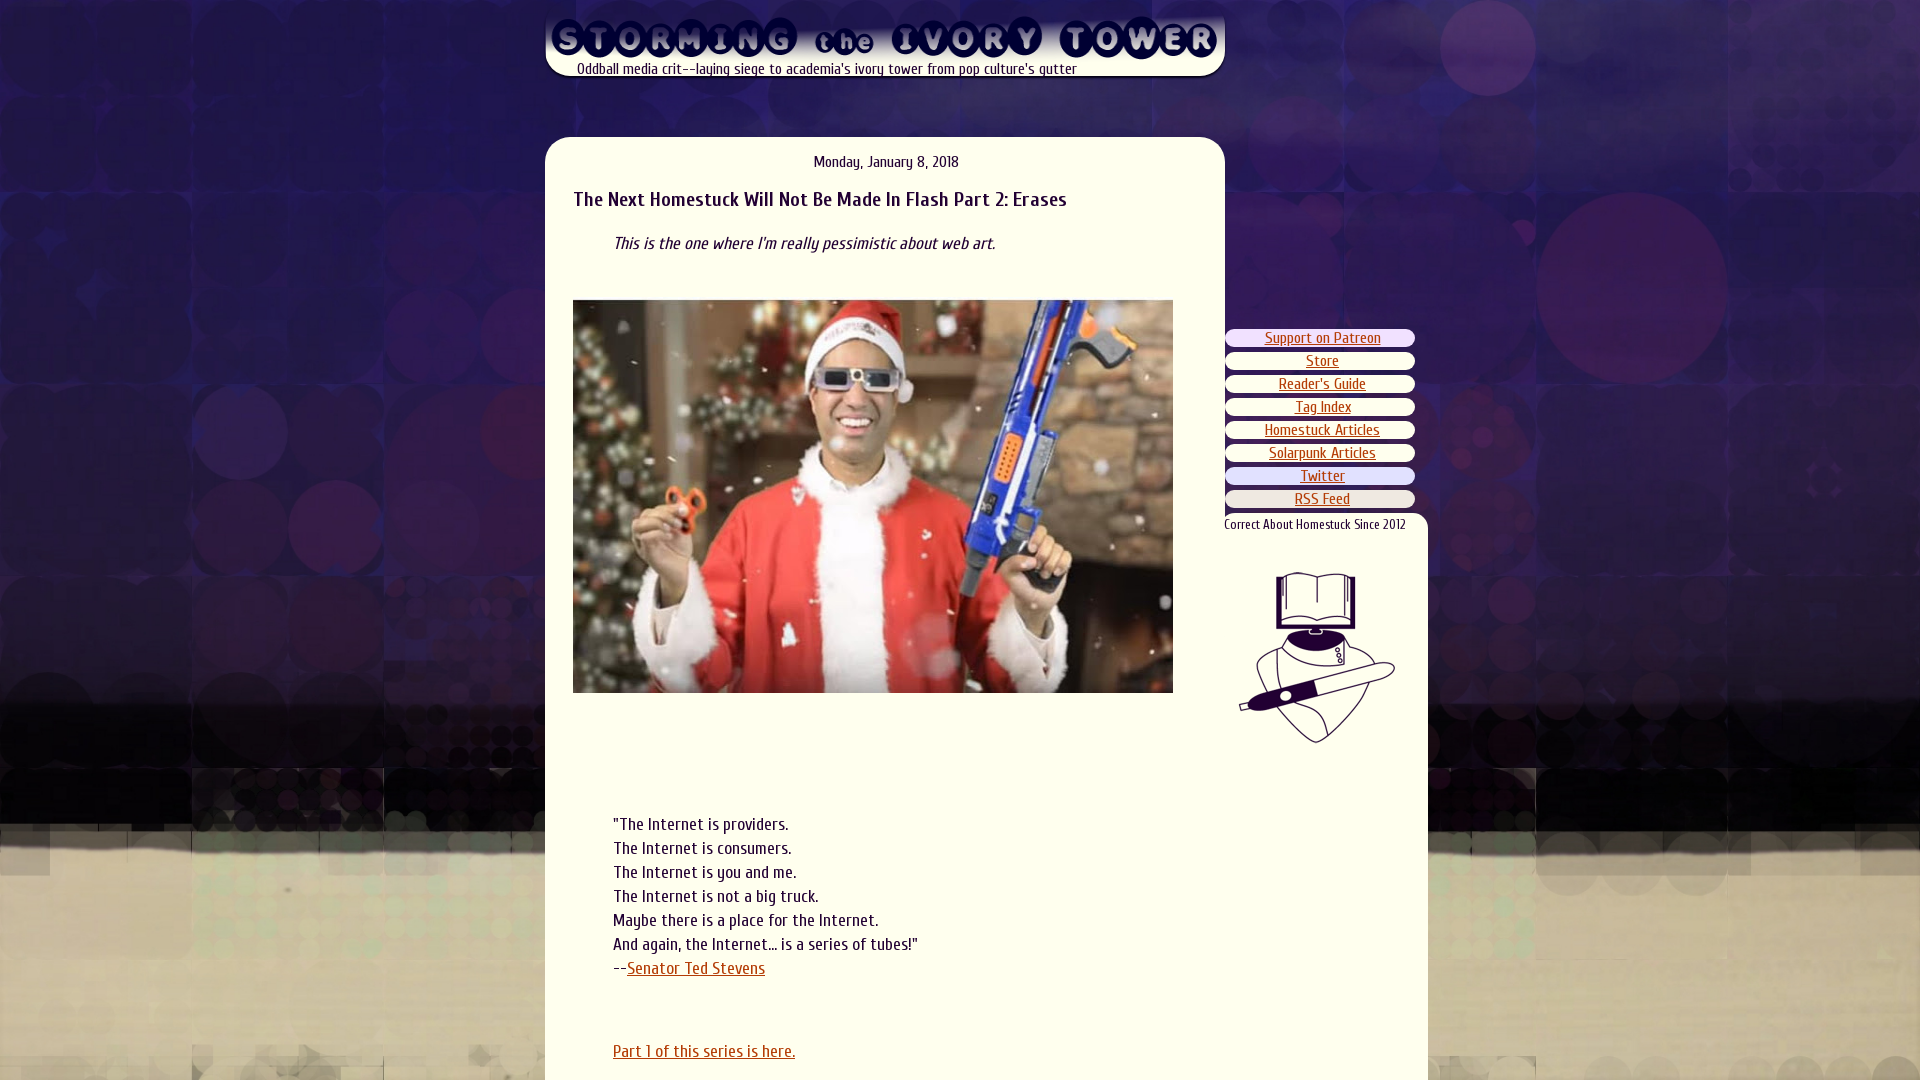 STORMING the IVORY TOWER
Oddball media crit--laying siege to academia's ivory tower from pop culture's gutter
Monday, January 8, 2018
The Next Homestuck Will Not Be Made In Flash Part 2: Erases
This is the one where I'm really pessimistic about web art.
Support on Patreon
Store
Reader's Guide
Tag Index
Homestuck Articles
Solarpunk Articles
Twitter
RSS Feed
Correct About Homestuck Since 2012
"The Internet is providers.
The Internet is consumers.
The Internet is you and me.
The Internet is not a big truck.
Maybe there is a place for the Internet.
And again, the Internet... is a series of tubes!"
--Senator Ted Stevens
Part 1 of this series is here.